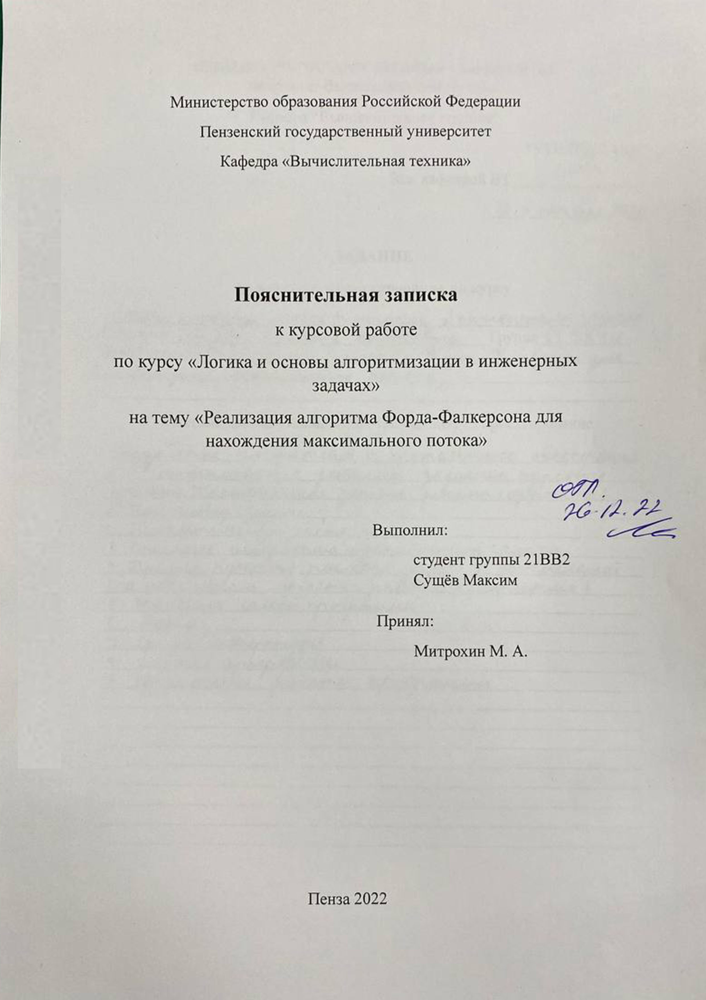 Министерство образования Российской Федерации
Пензенский государственный университет
Кафедра «Вычислительная техника»
Пояснительная записка
к курсовой работе
по курсу «Логика и основы алгоритмизации в инженерных
задачах»
на тему «Реализация алгоритма Форда-Фалкерсона для
нахождения максимального потока»
отл.
26.12.22
Выполнил:
студент группы 21ВВ2
Сущёв Максим
Принял:
Митрохин М. А.
Пенза 2022